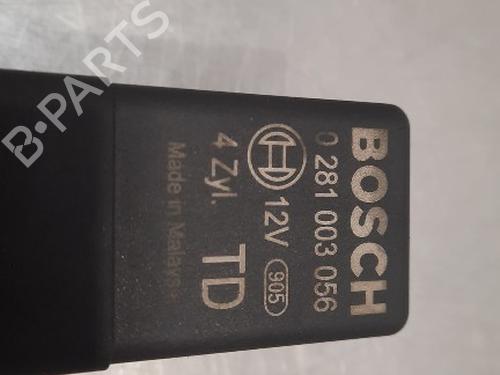 BOSCH
0 281 003 056
12V 905
4 Zyl. TD
Made in Malaysia
B-PARTS